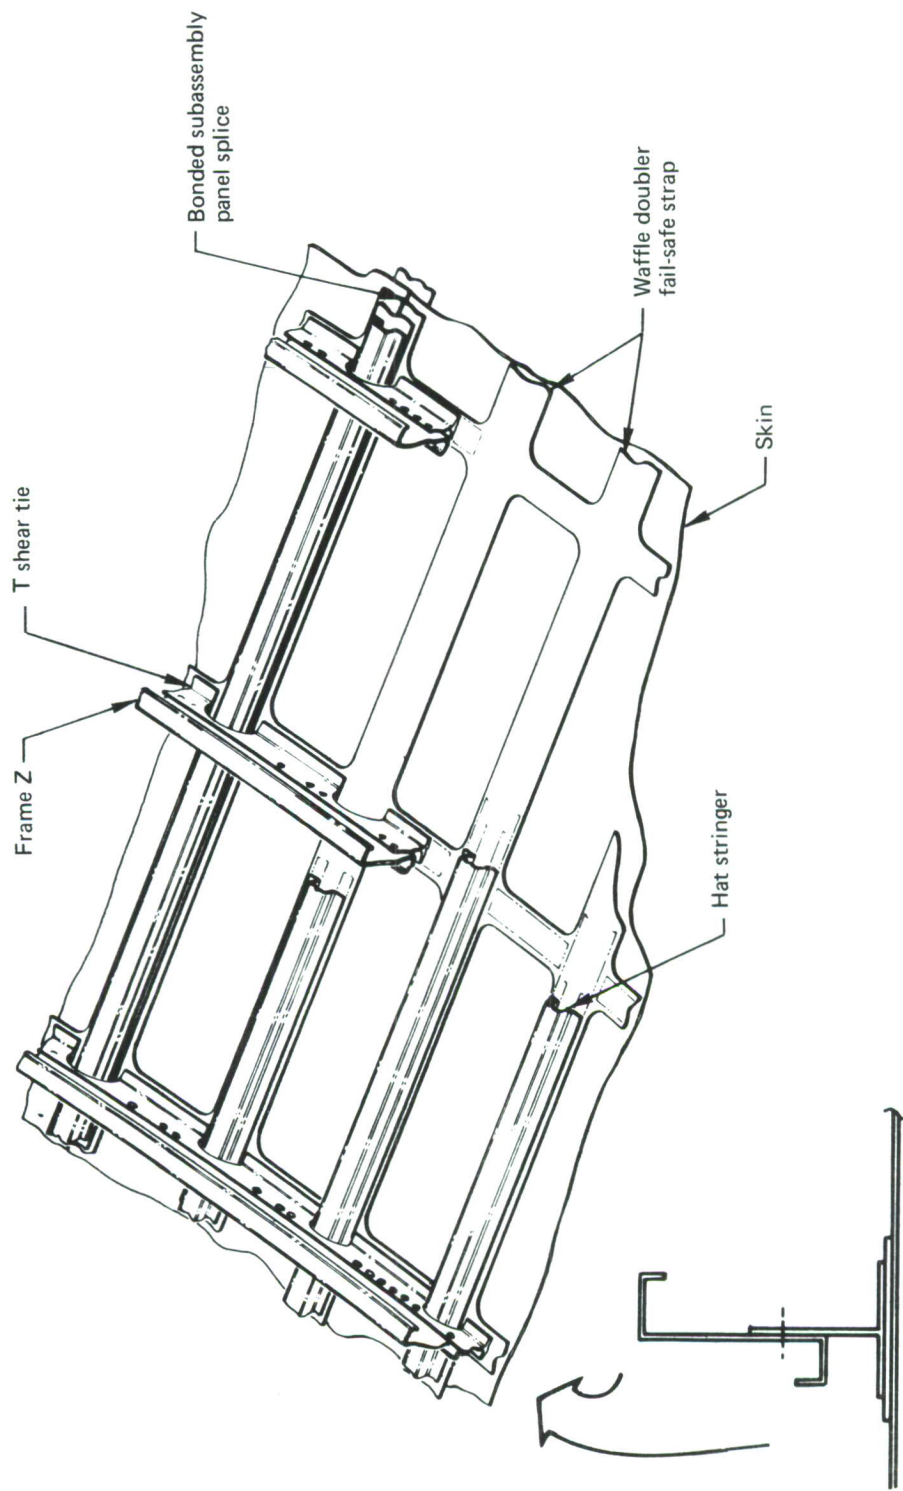 Frame Z
T shear tie
Bonded subassembly
panel splice
Hat stringer
Skin
Waffle doubler
fail-safe strap